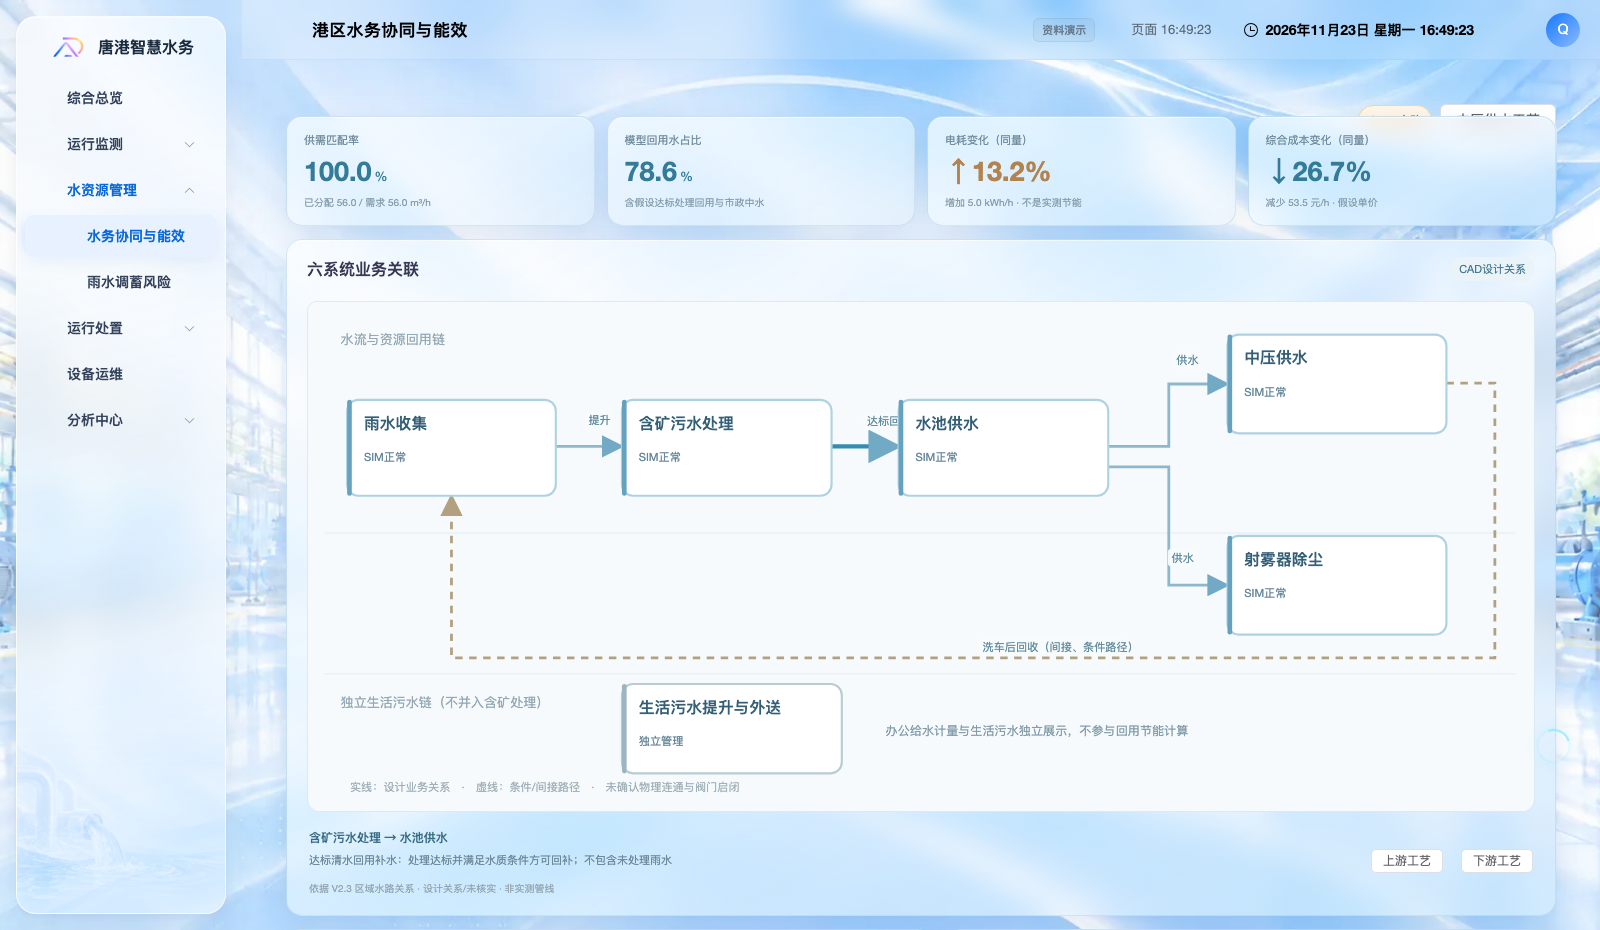 唐港智慧水务
综合总览
运行监测
水资源管理
水务协同与能效
雨水调蓄风险
运行处置
设备运维
分析中心
港区水务协同与能效
资料演示
页面 16:49:23
2026年11月23日 星期一 16:49:23
Q
供需匹配率
100.0 %
已分配 56.0 / 需求 56.0 m³/h
模型回用水占比
78.6 %
含假设达标处理回用与市政中水
电耗变化（同量）
↑13.2%
增加 5.0 kWh/h · 不是实测节能
综合成本变化（同量）
↓26.7%
减少 53.5 元/h · 假设单价
六系统业务关联
CAD设计关系
水流与资源回用链
雨水收集
SIM正常
提升
含矿污水处理
SIM正常
达标回
水池供水
SIM正常
供水
中压供水
SIM正常
供水
射雾器除尘
SIM正常
洗车后回收（间接、条件路径）
独立生活污水链（不并入含矿处理）
生活污水提升与外送
独立管理
办公给水计量与生活污水独立展示，不参与回用节能计算
实线：设计业务关系 · 虚线：条件/间接路径 · 未确认物理连通与阀门启闭
含矿污水处理 → 水池供水
达标清水回用补水：处理达标并满足水质条件方可回补；不包含未处理雨水
依据 V2.3 区域水路关系 · 设计关系/未核实 · 非实测管线
上游工艺
下游工艺